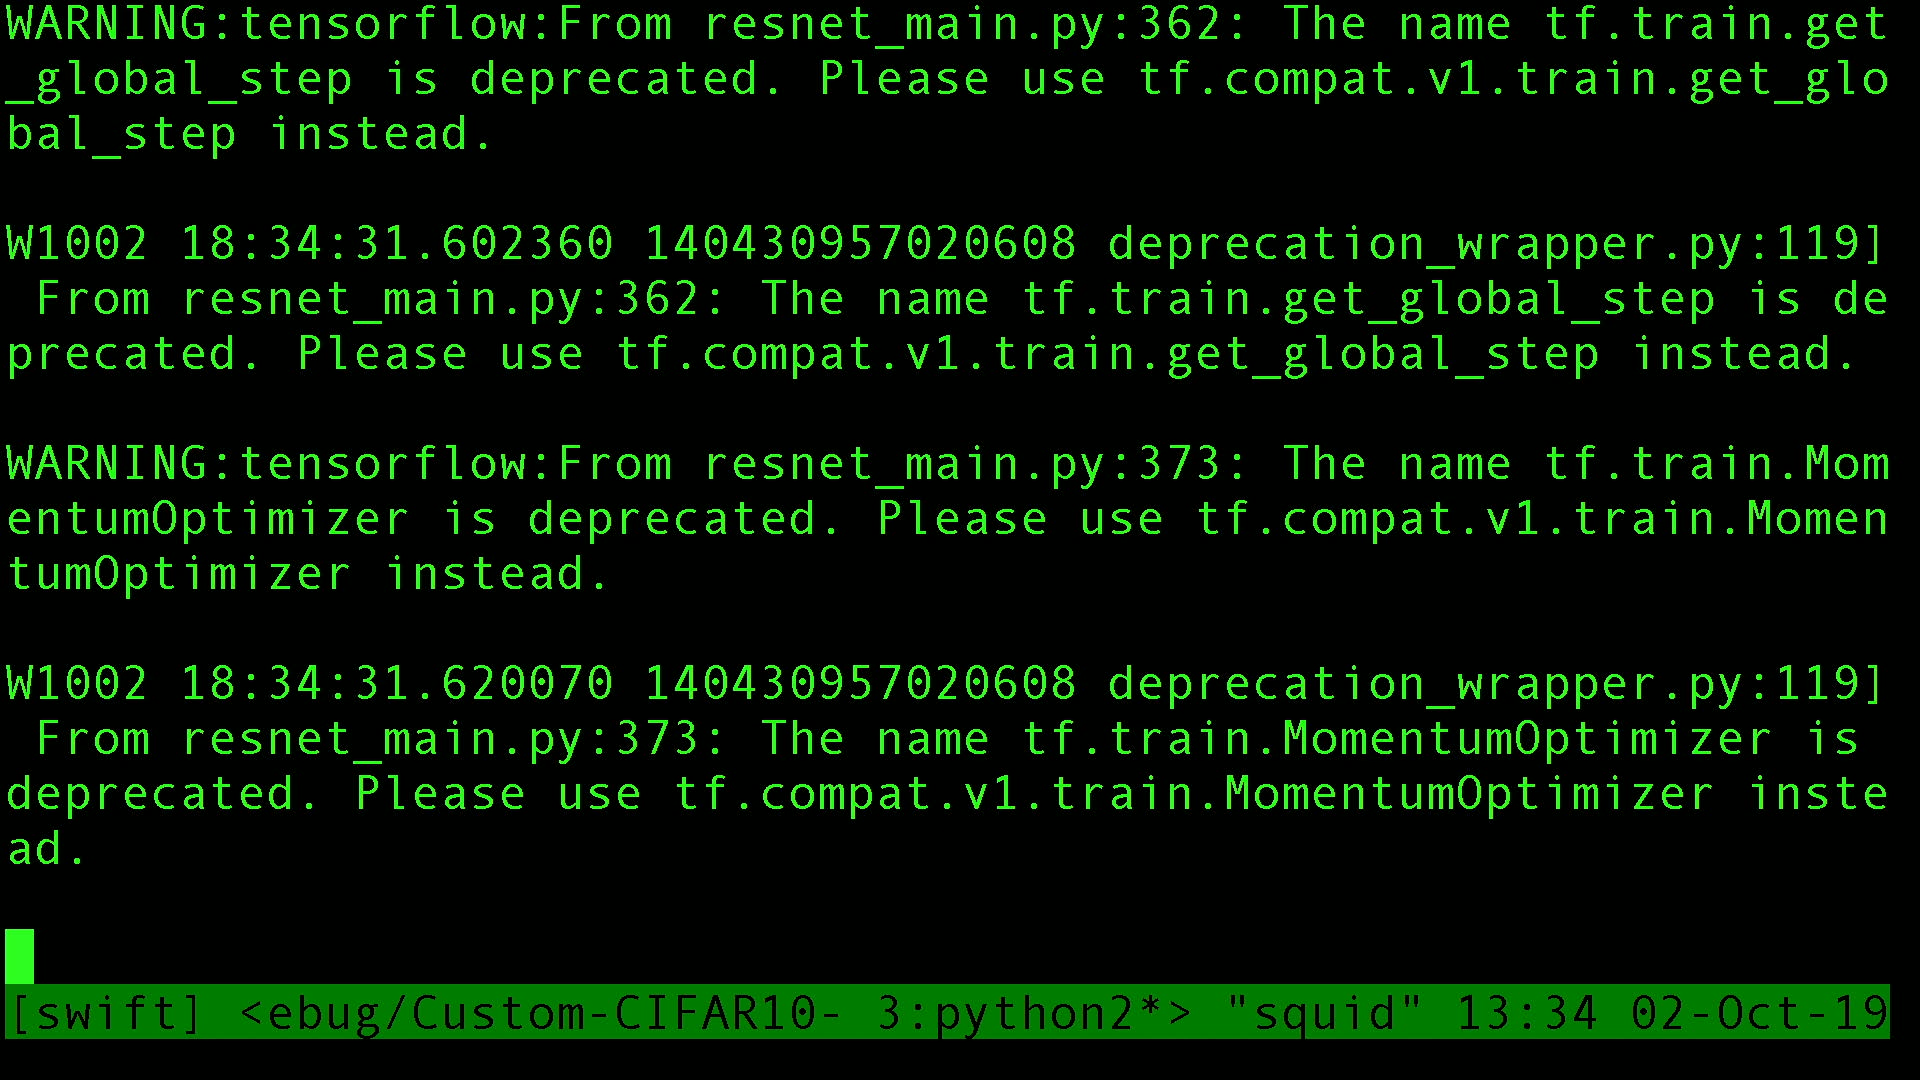 WARNING:tensorflow:From resnet_main.py:362: The name tf.train.get
_global_step is deprecated. Please use tf.compat.v1.train.get_glo
bal_step instead.
W1002 18:34:31.602360 140430957020608 deprecation_wrapper.py:119]
 From resnet_main.py:362: The name tf.train.get_global_step is de
precated. Please use tf.compat.v1.train.get_global_step instead.
WARNING:tensorflow:From resnet_main.py:373: The name tf.train.Mom
entumOptimizer is deprecated. Please use tf.compat.v1.train.Momen
tumOptimizer instead.
W1002 18:34:31.620070 140430957020608 deprecation_wrapper.py:119]
 From resnet_main.py:373: The name tf.train.MomentumOptimizer is
deprecated. Please use tf.compat.v1.train.MomentumOptimizer inste
ad.
[swift] <ebug/Custom-CIFAR10- 3:python2*> "squid" 13:34 02-Oct-19